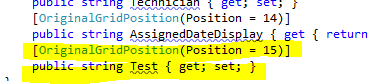 public string Technician { get; set; }
[OriginalGridPosition(Position = 14)]
public string AssignedDateDisplay { get { return
[OriginalGridPosition(Position = 15)]
public string Test { get; set; }